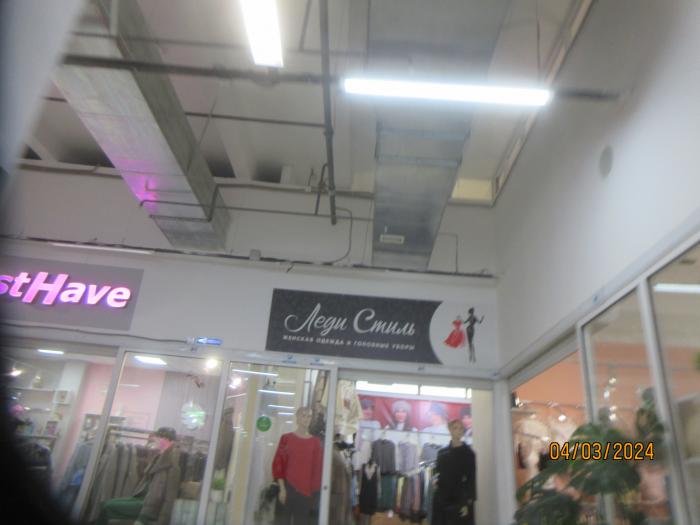 stHave
Леди Стиль
ЖЕНСКАЯ ОДЕЖДА И ГОЛОВНЫЕ УБОРЫ
04/03/2024